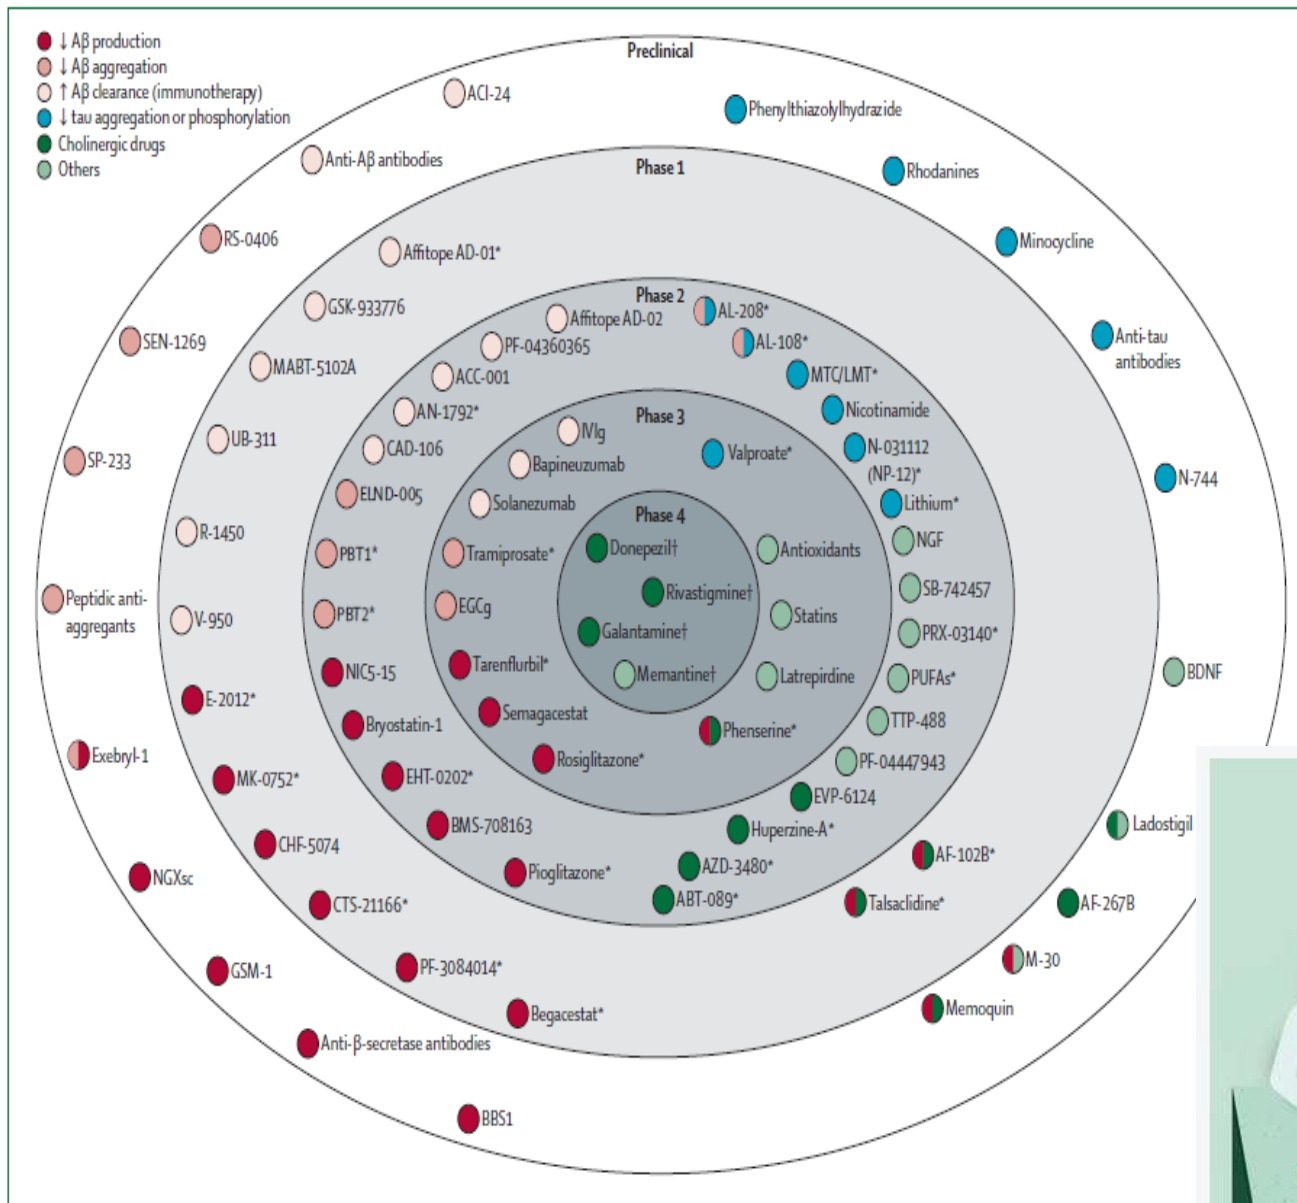 ↓ Aβ production
↓ Aβ aggregation
↑ Aβ clearance (immunotherapy)
↓ tau aggregation or phosphorylation
Cholinergic drugs
Others
Preclinical
ACI-24
Phenylthiazolylhydrazide
Anti-Aβ antibodies
Rhodanines
RS-0406
Minocycline
SEN-1269
Anti-tau
antibodies
SP-233
N-744
Peptidic anti-
aggregants
BDNF
Exebryl-1
Ladostigil
NGXsc
AF-267B
GSM-1
M-30
Memoquin
Anti-β-secretase antibodies
BBS1
Phase 1
Affitope AD-01*
GSK-933776
MABT-5102A
UB-311
R-1450
V-950
E-2012*
MK-0752*
CHF-5074
CTS-21166*
PF-3084014*
Begacestat*
AF-102B*
Talsaclidine*
Phase 2
Affitope AD-02
AL-208*
PF-04360365
AL-108*
ACC-001
MTC/LMT*
AN-1792*
Nicotinamide
CAD-106
N-031112
(NP-12)*
ELND-005
Lithium*
PBT1*
NGF
PBT2*
SB-742457
PRX-03140*
NIC5-15
PUFAs*
Bryostatin-1
TTP-488
EHT-0202*
PF-04447943
BMS-708163
EVP-6124
Pioglitazone*
Huperzine-A*
AZD-3480*
ABT-089*
Phase 3
IVIg
Valproate*
Bapineuzumab
Solanezumab
Tramiprosate*
Antioxidants
EGCg
Statins
Tarenflurbil*
Latrepirdine
Semagacestat
Phenserine*
Rosiglitazone*
Phase 4
Donepezil†
Rivastigmine†
Galantamine†
Memantine†